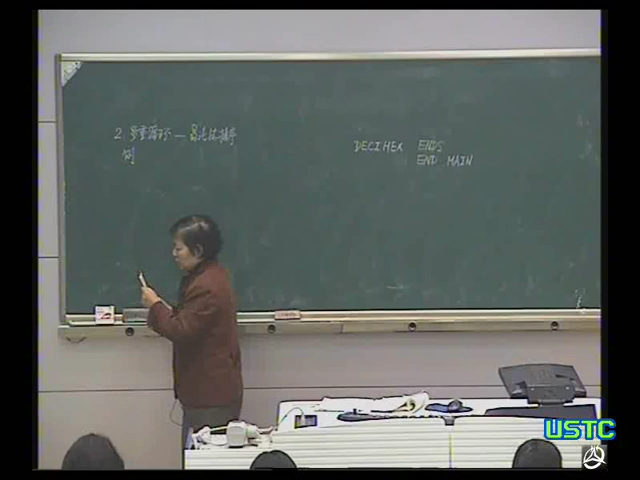 2. 多重循环 — 冒泡法排序
例
DECIHEX ENDS
END MAIN
USTC